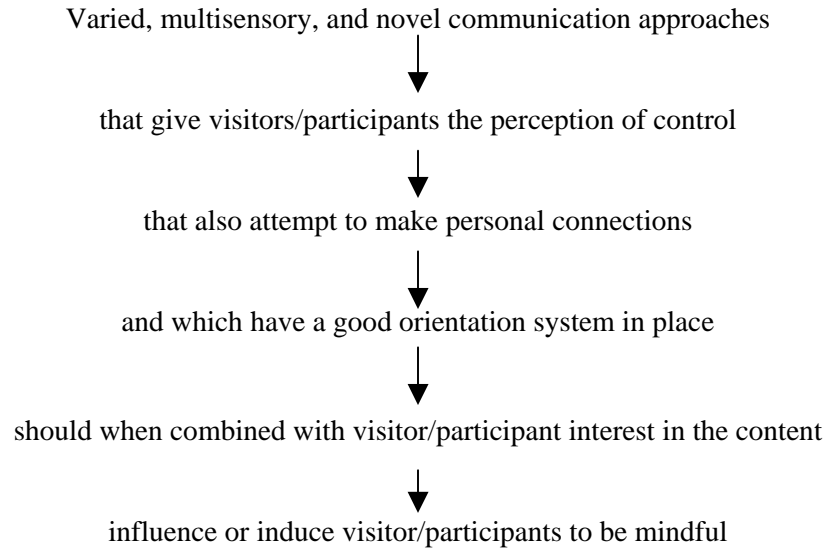 Varied, multisensory, and novel communication approaches
that give visitors/participants the perception of control
that also attempt to make personal connections
and which have a good orientation system in place
should when combined with visitor/participant interest in the content
influence or induce visitor/participants to be mindful